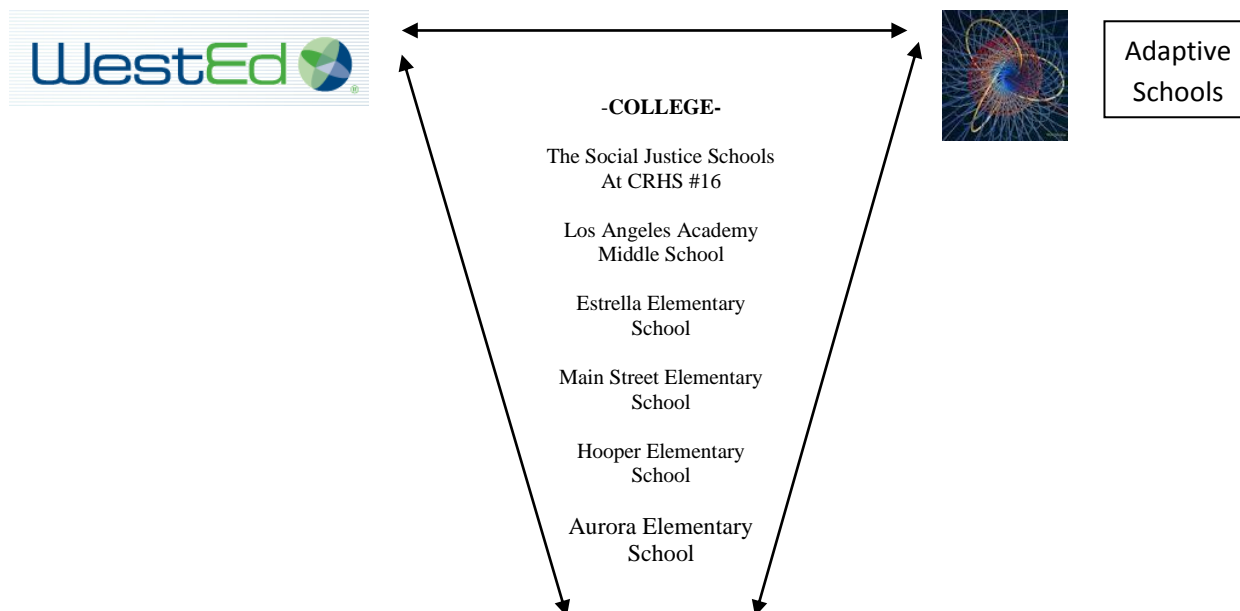 WestEd
®
Adaptive
Schools
-COLLEGE-
The Social Justice Schools
At CRHS #16
Los Angeles Academy
Middle School
Estrella Elementary
School
Main Street Elementary
School
Hooper Elementary
School
Aurora Elementary
School